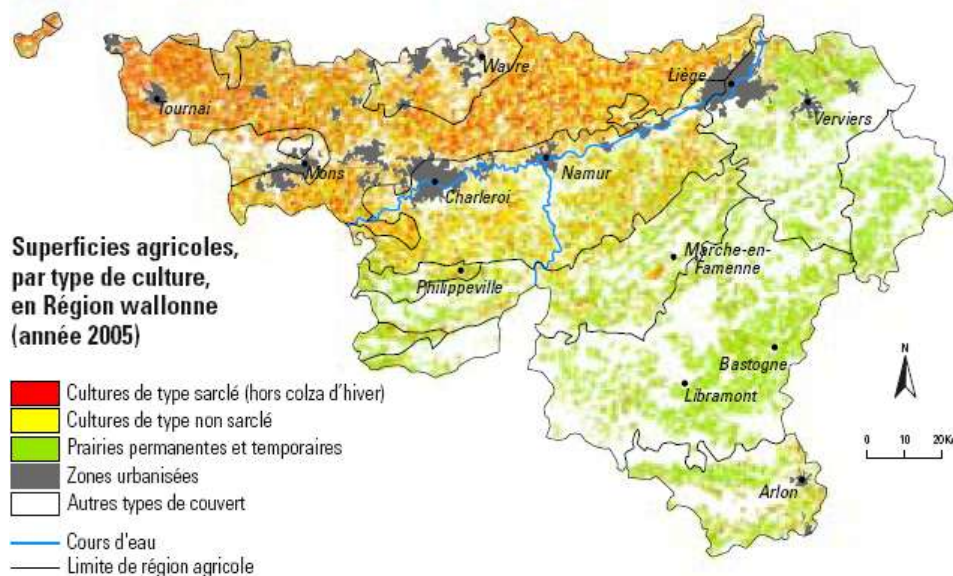 Wavre
Liège
Tournai
Verviers
Mons
Namur
Charleroi
Superficies agricoles,
par type de culture,
en Région wallonne
(année 2005)
Marche-en-
Famenne
Philippeville
Bastogne
Libramont
N
Cultures de type sarclé (hors colza d'hiver)
Cultures de type non sarclé
Prairies permanentes et temporaires
Zones urbanisées
Autres types de couvert
0 10 20K
Arlon
Cours d'eau
Limite de région agricole